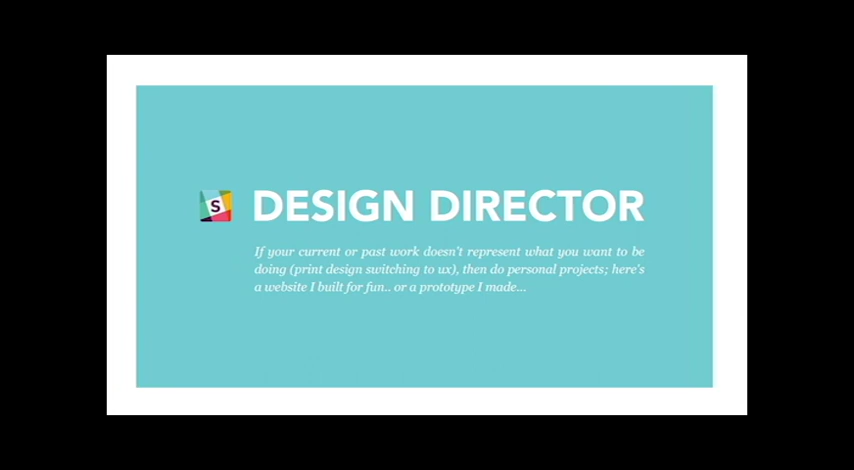 S DESIGN DIRECTOR
If your current or past work doesn't represent what you want to be
doing (print design switching to ux), then do personal projects; here's
a website I built for fun.. or a prototype I made...